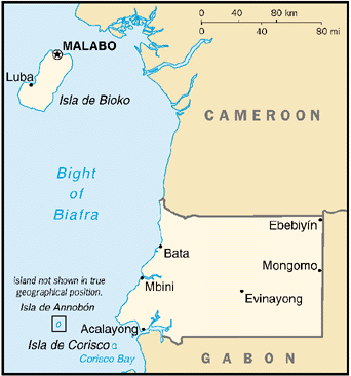 0 40 80 km
0 40 80 mi
MALABO
Luba
Isla de Bioko
CAMEROON
Bight
of
Biafra
Ebebiyín
Bata
Mongomo
island not shown in true
geographical position.
Mbini
Evinayong
Isla de Annobón
Acalayong
Isla de Corisco
Corisco Bay
GABON